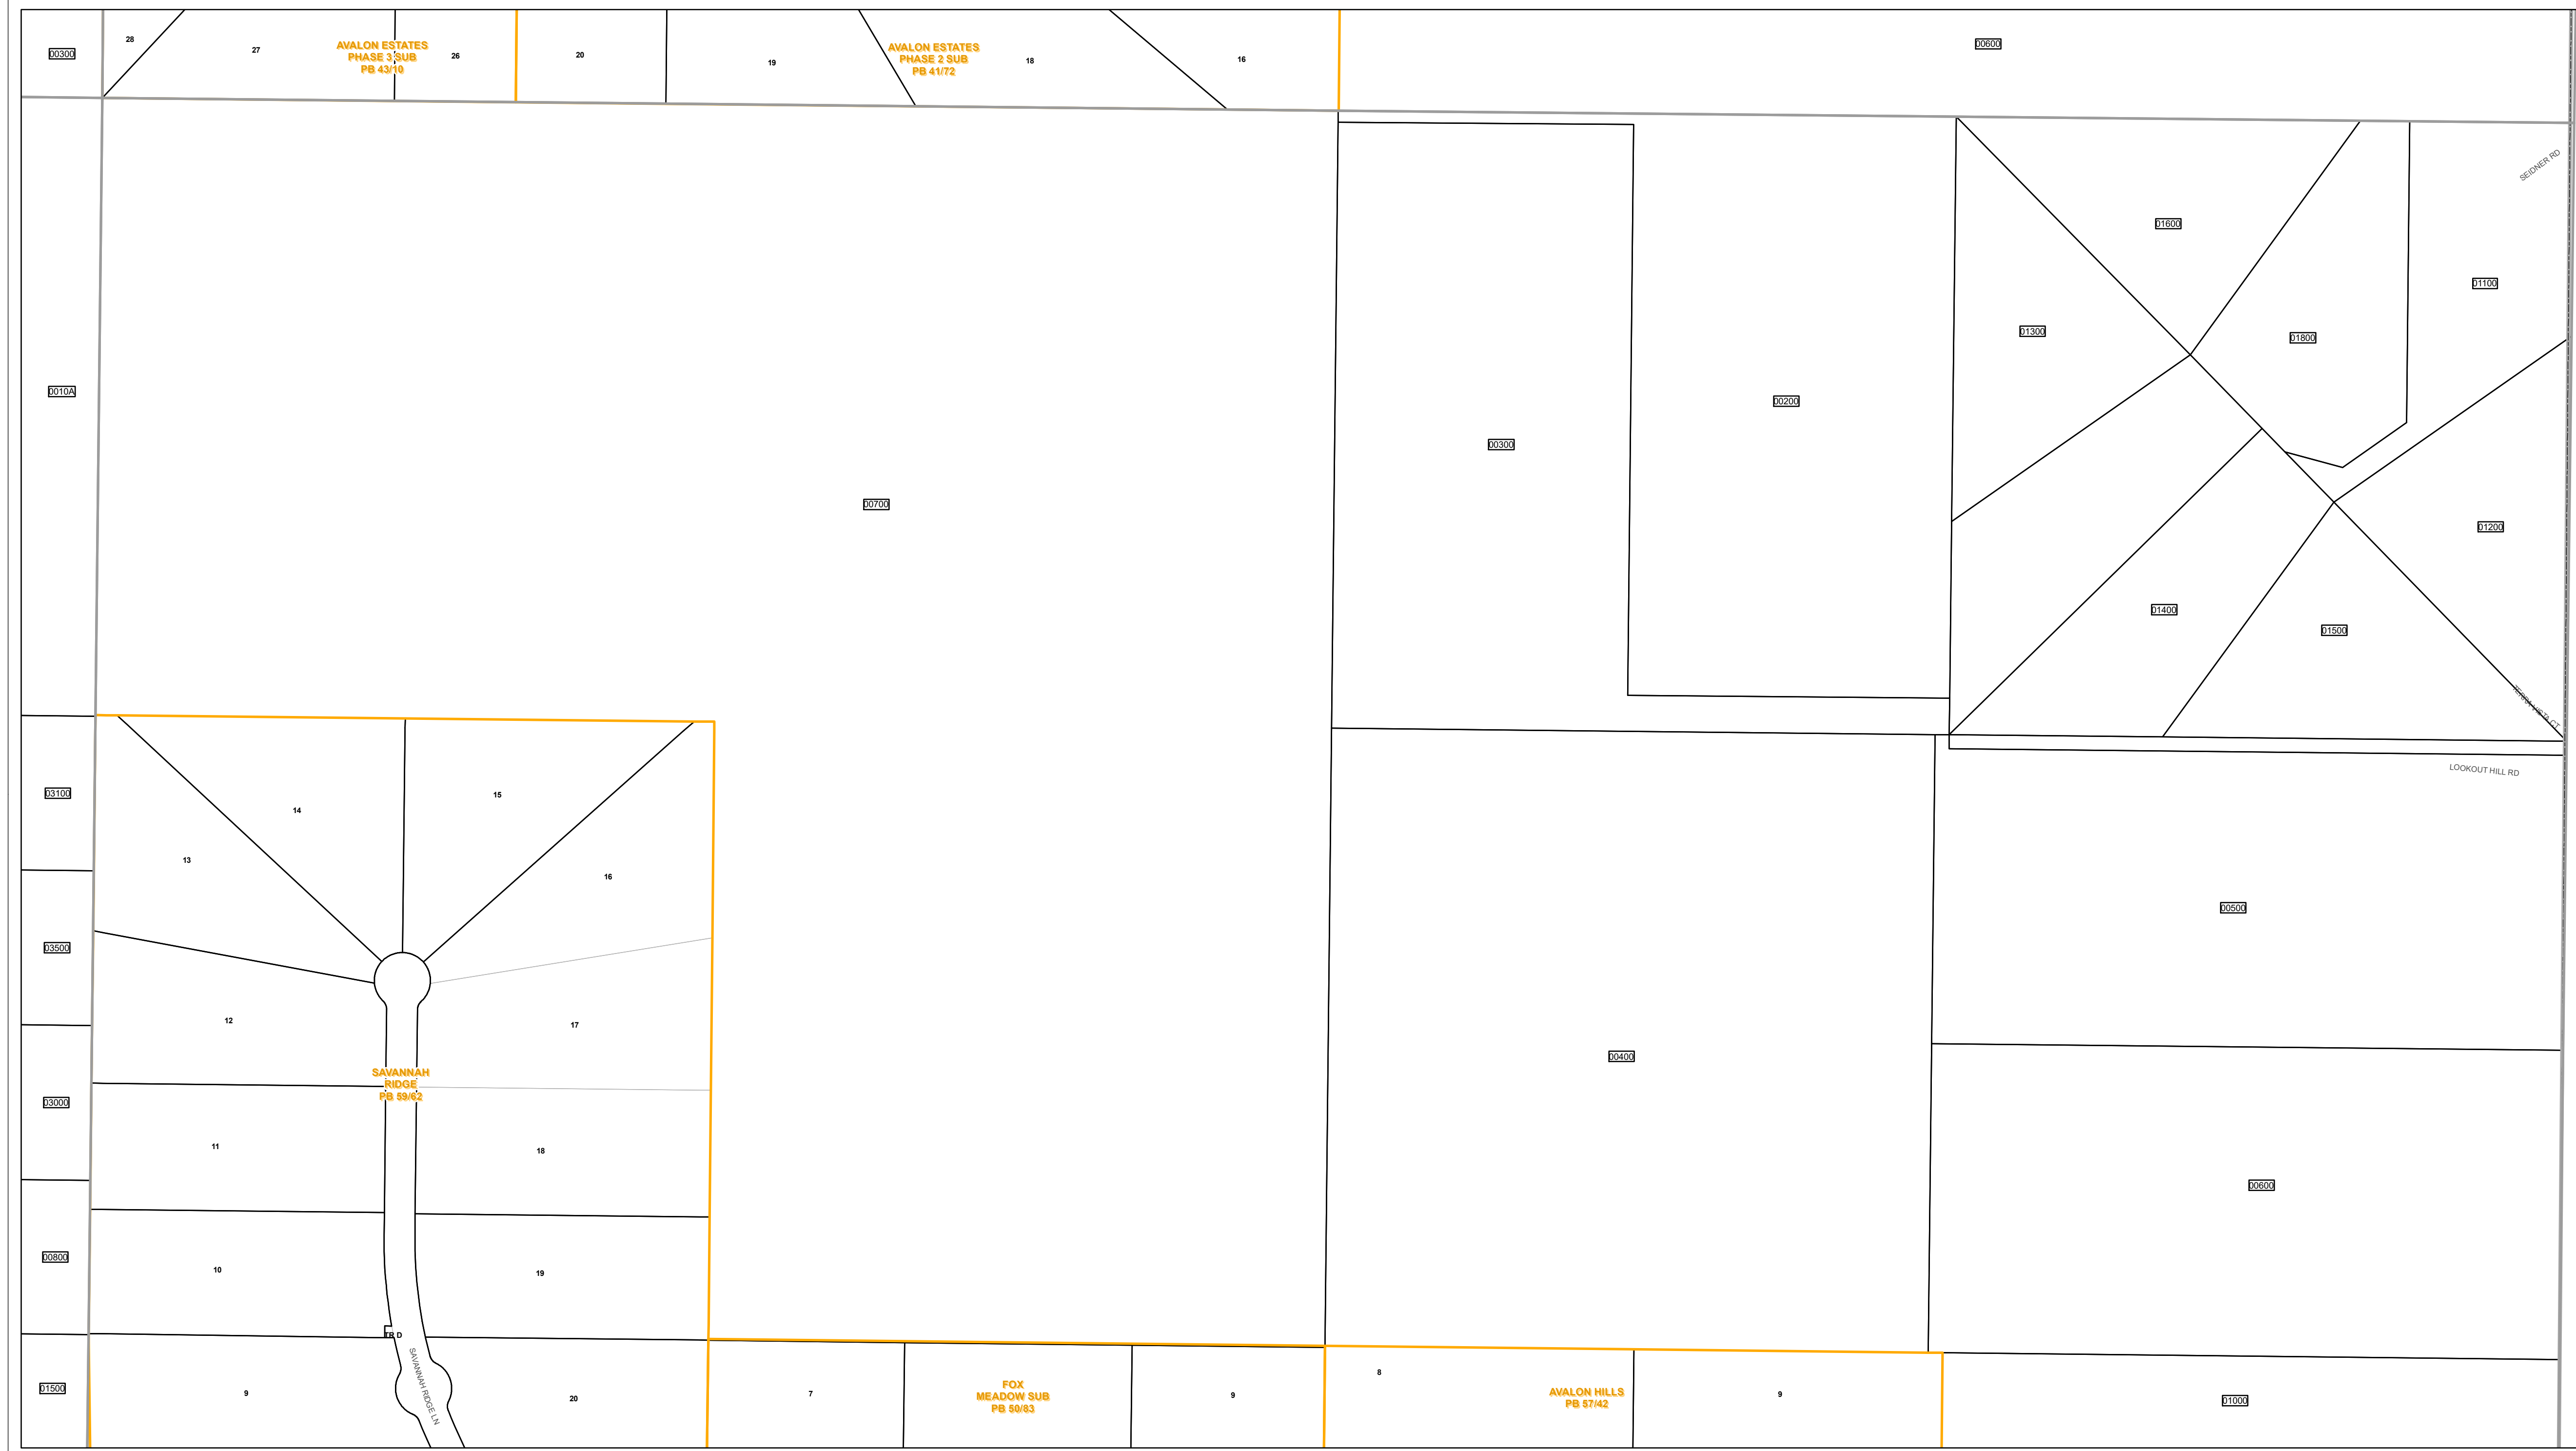 00300
28
27
AVALON ESTATES
PHASE 3 SUB
PB 43/10
26
20
19
AVALON ESTATES
PHASE 2 SUB
PB 41/72
18
16
00600
SEIDNER RD
01600
01100
01300
01800
0010A
00200
00300
00700
01200
01400
01500
TERRA VISTA CT
LOOKOUT HILL RD
03100
14
15
13
16
00500
03500
12
17
00400
SAVANNAH
RIDGE
PB 59/62
03000
11
18
00600
00800
10
19
TR D
SAVANNAH RIDGE LN
01500
9
20
7
FOX
MEADOW SUB
PB 50/83
9
8
AVALON HILLS
PB 57/42
9
01000